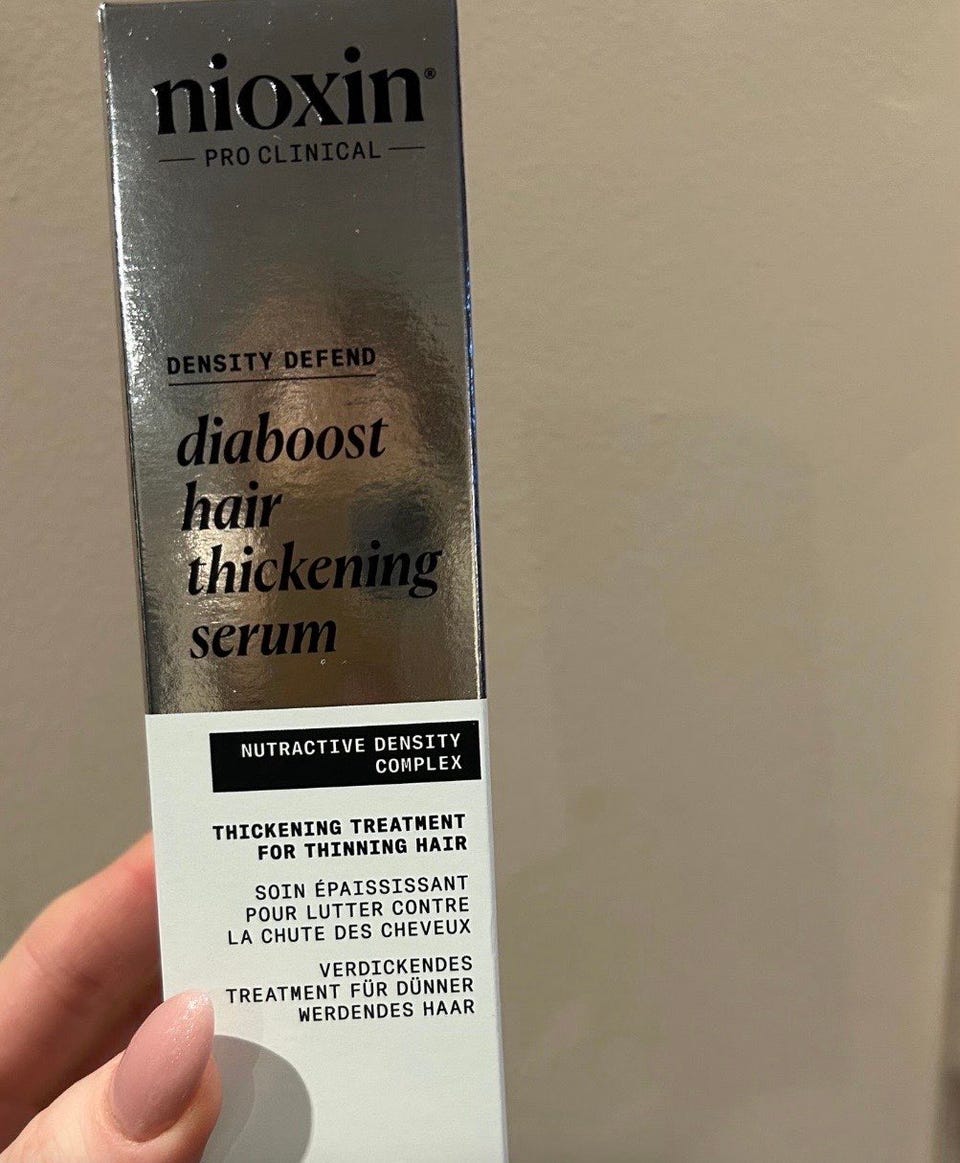 nioxin®
PRO CLINICAL
DENSITY DEFEND
diaboost
hair
thickening
serum
NUTRACTIVE DENSITY
COMPLEX
THICKENING TREATMENT
FOR THINNING HAIR
SOIN ÉPAISSISSANT
POUR LUTTER CONTRE
LA CHUTE DES CHEVEUX
VERDICKENDES
TREATMENT FÜR DÜNNER
WERDENDES HAAR